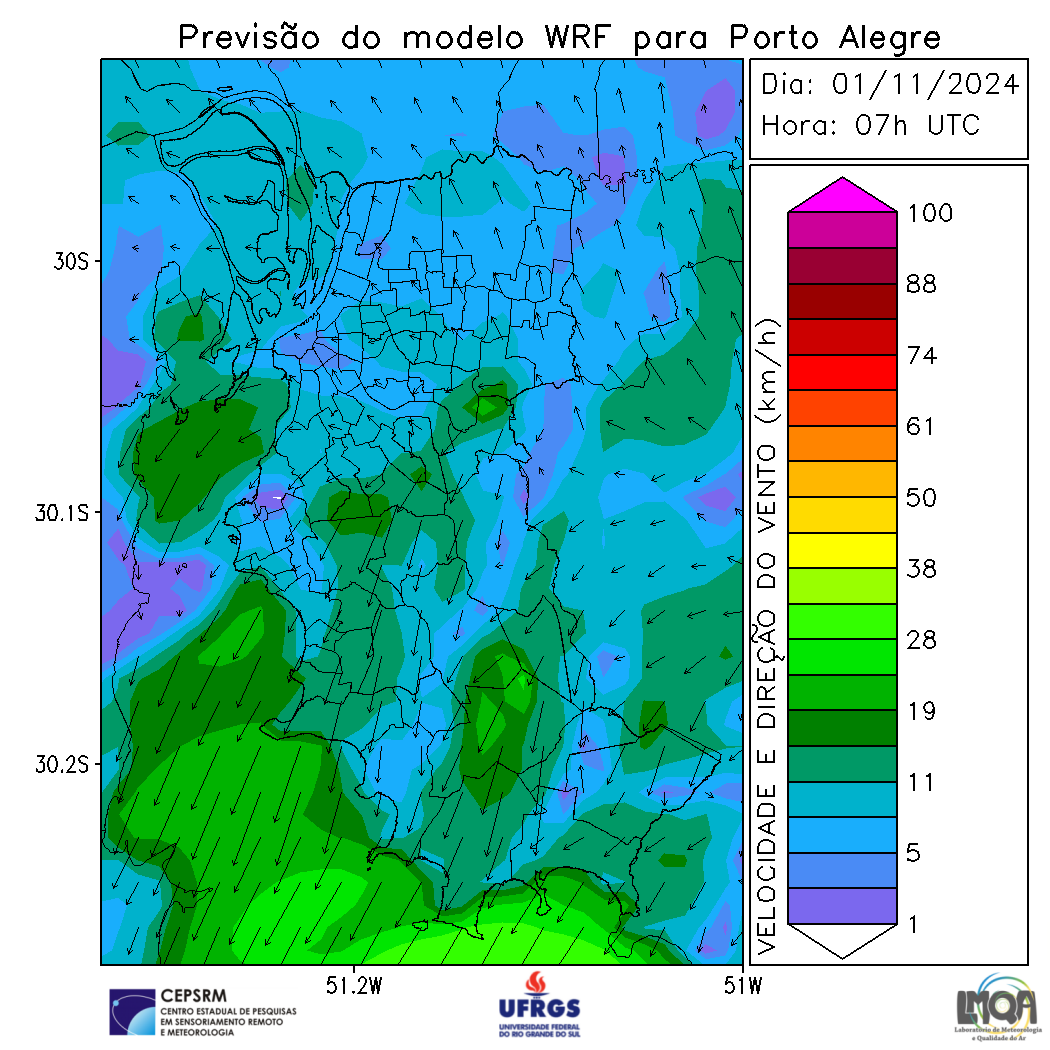 Previsão do modelo WRF para Porto Alegre
Dia: 01/11/2024
Hora: 07h UTC
30S
30.1S
30.2S
51.2W
51W
VELOCIDADE E DIREÇÃO DO VENTO (km/h)
100
88
74
61
50
38
28
19
11
5
1
CEPSRM
CENTRO ESTADUAL DE PESQUISAS
EM SENSORIAMENTO REMOTO
E METEOROLOGIA
UFRGS
UNIVERSIDADE FEDERAL
DO RIO GRANDE DO SUL
LMQA
Laboratório de Meteorologia
e Qualidade do Ar